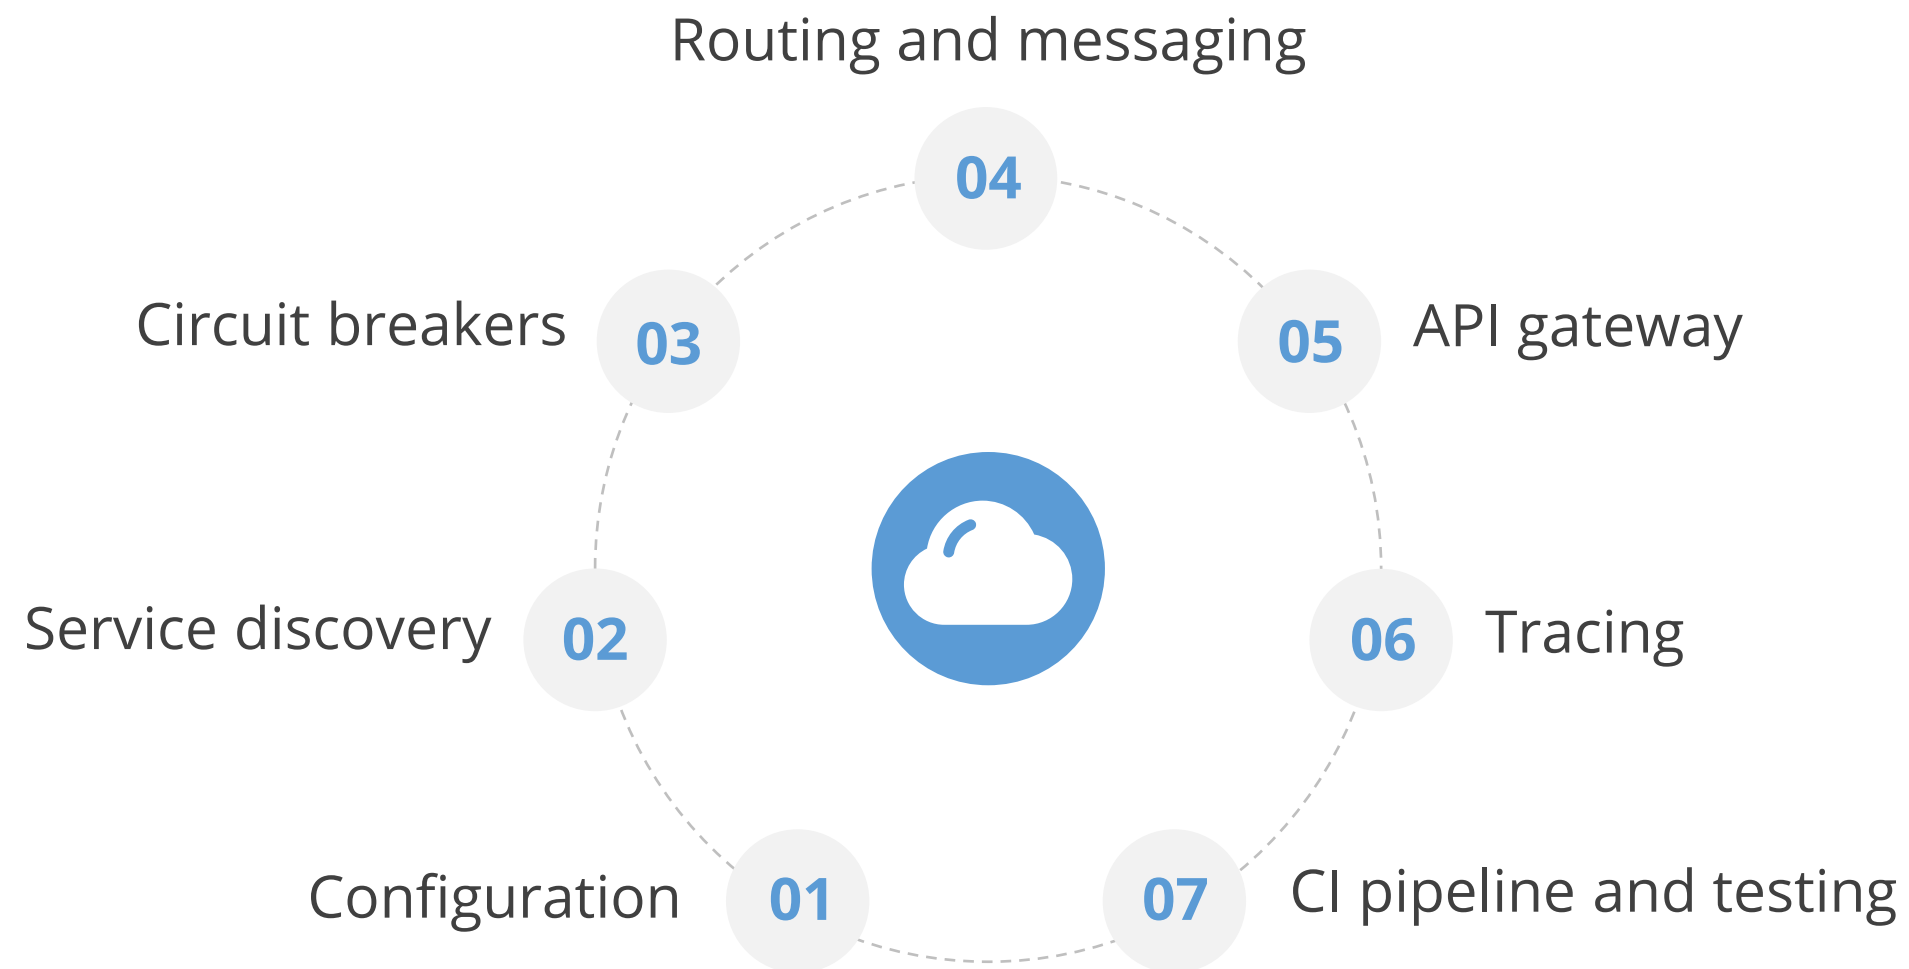 Routing and messaging
04
Circuit breakers
03
05
API gateway
Service discovery
02
06
Tracing
Configuration
01
07
CI pipeline and testing